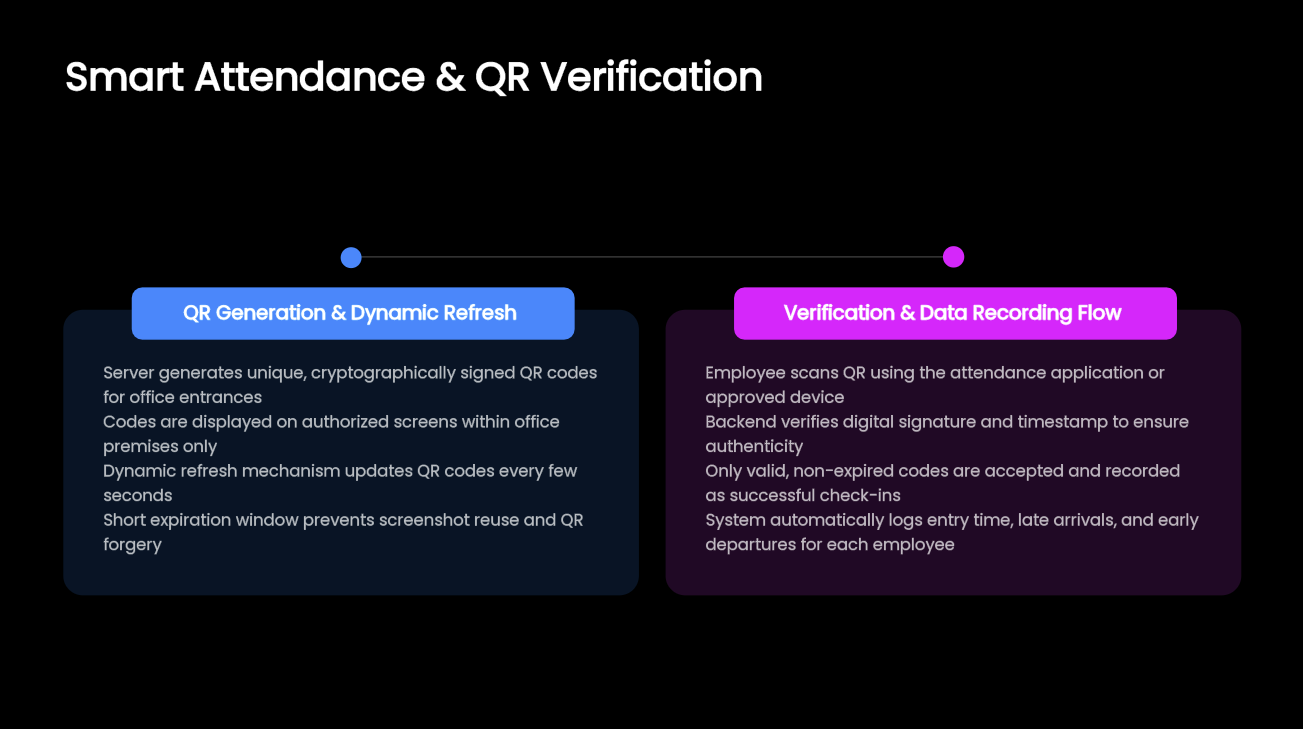 Smart Attendance & QR Verification
QR Generation & Dynamic Refresh
Server generates unique, cryptographically signed QR codes
for office entrances
Codes are displayed on authorized screens within office
premises only
Dynamic refresh mechanism updates QR codes every few
seconds
Short expiration window prevents screenshot reuse and QR
forgery
Verification & Data Recording Flow
Employee scans QR using the attendance application or
approved device
Backend verifies digital signature and timestamp to ensure
authenticity
Only valid, non-expired codes are accepted and recorded
as successful check-ins
System automatically logs entry time, late arrivals, and early
departures for each employee